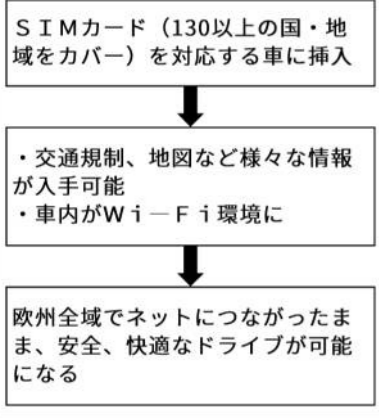 ＳＩＭカード（130以上の国・地
域をカバー）を対応する車に挿入
・交通規制、地図など様々な情報
が入手可能
・車内がＷｉ―Ｆｉ環境に
欧州全域でネットにつながったま
ま、安全、快適なドライブが可能
になる